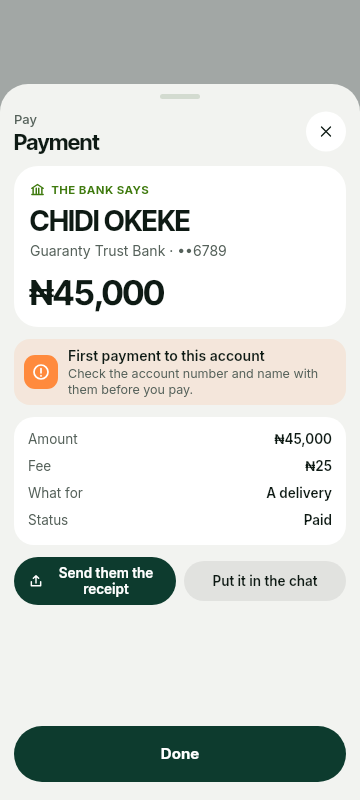 Pay
Payment
THE BANK SAYS
CHIDI OKEKE
Guaranty Trust Bank · ••6789
₦45,000
First payment to this account
Check the account number and name with
them before you pay.
Amount ₦45,000
Fee ₦25
What for A delivery
Status Paid
Send them the
receipt
Put it in the chat
Done